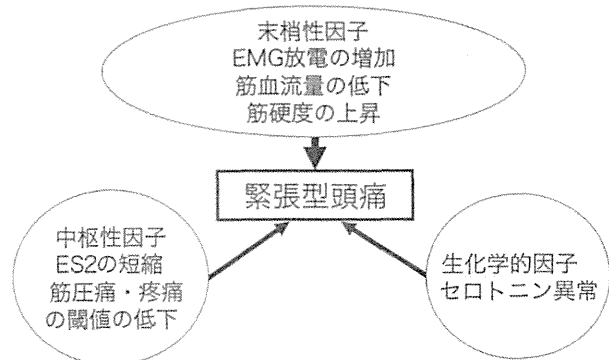 末梢性因子
EMG放電の増加
筋血流量の低下
筋硬度の上昇
緊張型頭痛
中枢性因子
ES2の短縮
筋圧痛・疼痛
の閾値の低下
生化学的因子
セロトニン異常